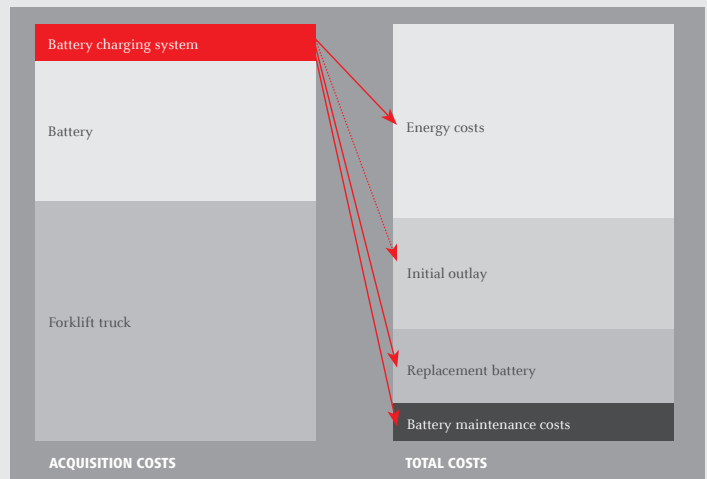 Battery charging system
Battery
Forklift truck
ACQUISITION COSTS
Energy costs
Initial outlay
Replacement battery
Battery maintenance costs
TOTAL COSTS